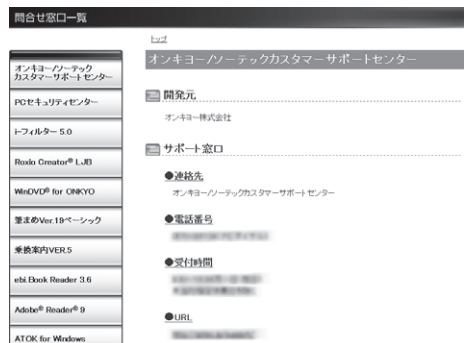 問合せ窓口一覧
トップ
オンキヨー/ソーテック
カスタマーサポートセンター
PCセキュリティセンター
i-フィルター 5.0
Roxio Creator® LJB
WinDVD® for ONKYO
筆まめVer.19ベーシック
乗換案内VER.5
ebi.Book Reader 3.6
Adobe® Reader® 9
ATOK for Windows
オンキヨー/ソーテックカスタマーサポートセンター
開発元
オンキヨー株式会社
サポート窓口
●連絡先
オンキヨー/ソーテックカスタマーサポートセンター
●電話番号
●受付時間
●URL